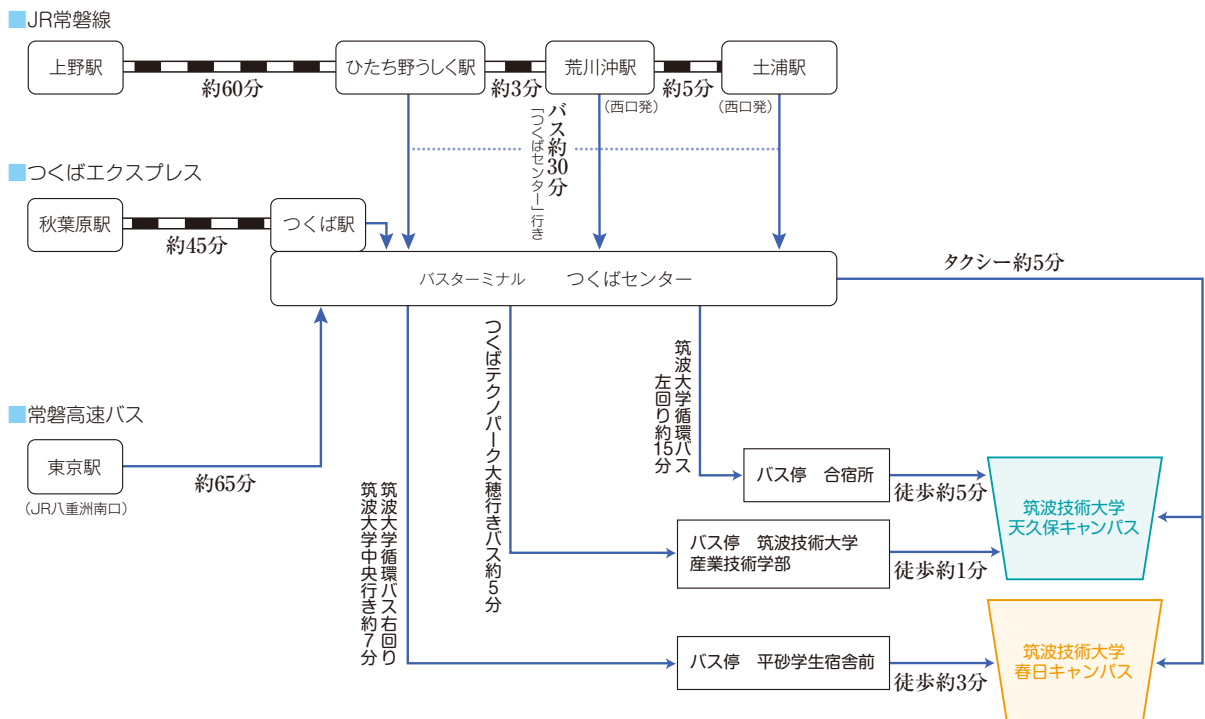 JR常磐線
上野駅
約60分
ひたち野うしく駅
約3分
荒川沖駅
(西口発)
約5分
土浦駅
(西口発)
バス約30分
「つくばセンター」行き
つくばエクスプレス
秋葉原駅
約45分
つくば駅
バスターミナル つくばセンター
タクシー約5分
常磐高速バス
東京駅
(JR八重洲南口)
約65分
筑波大学循環バス右回り
筑波大学中央行き約7分
つくばテクノパーク大穂行きバス約5分
筑波大学循環バス
左回り約15分
バス停 合宿所
徒歩約5分
バス停 筑波技術大学
産業技術学部
徒歩約1分
筑波技術大学
天久保キャンパス
バス停 平砂学生宿舎前
徒歩約3分
筑波技術大学
春日キャンパス